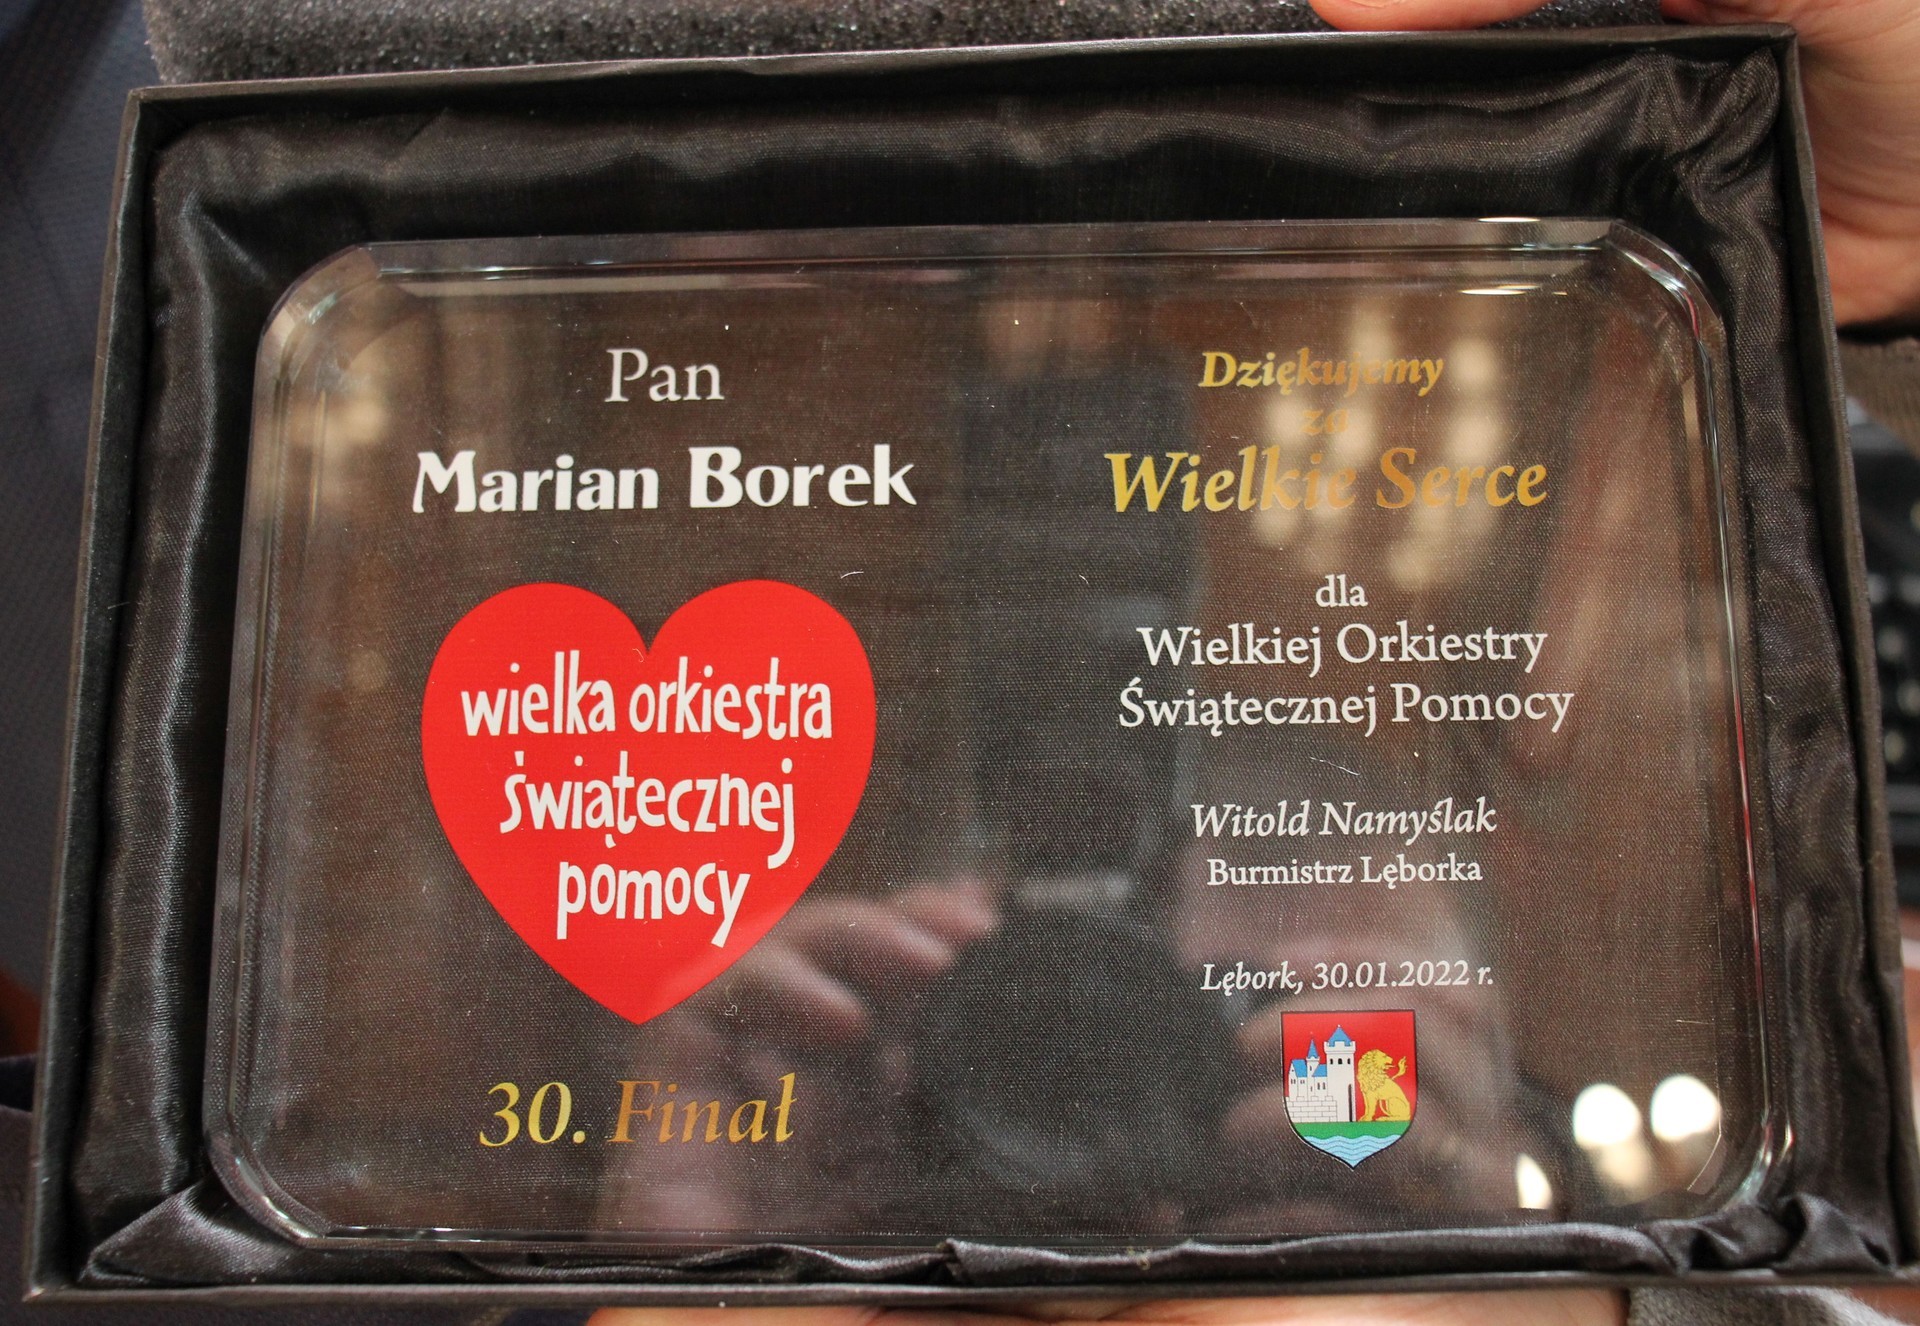 Pan
Marian Borek
wielka orkiestra
świątecznej
pomocy
30. Finał
Dziękujemy
za
Wielkie Serce
dla
Wielkiej Orkiestry
Świątecznej Pomocy
Witold Namyślak
Burmistrz Lęborka
Lębork, 30.01.2022 r.